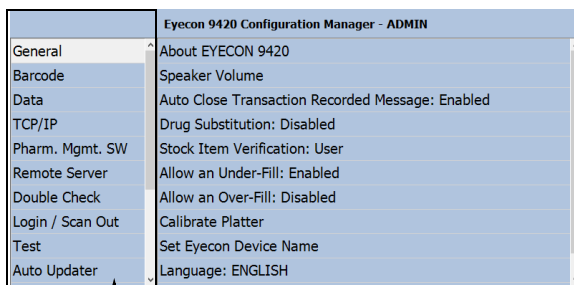 Eyecon 9420 Configuration Manager - ADMIN
General
Barcode
Data
TCP/IP
Pharm. Mgmt. SW
Remote Server
Double Check
Login / Scan Out
Test
Auto Updater
About EYECON 9420
Speaker Volume
Auto Close Transaction Recorded Message: Enabled
Drug Substitution: Disabled
Stock Item Verification: User
Allow an Under-Fill: Enabled
Allow an Over-Fill: Disabled
Calibrate Platter
Set Eyecon Device Name
Language: ENGLISH